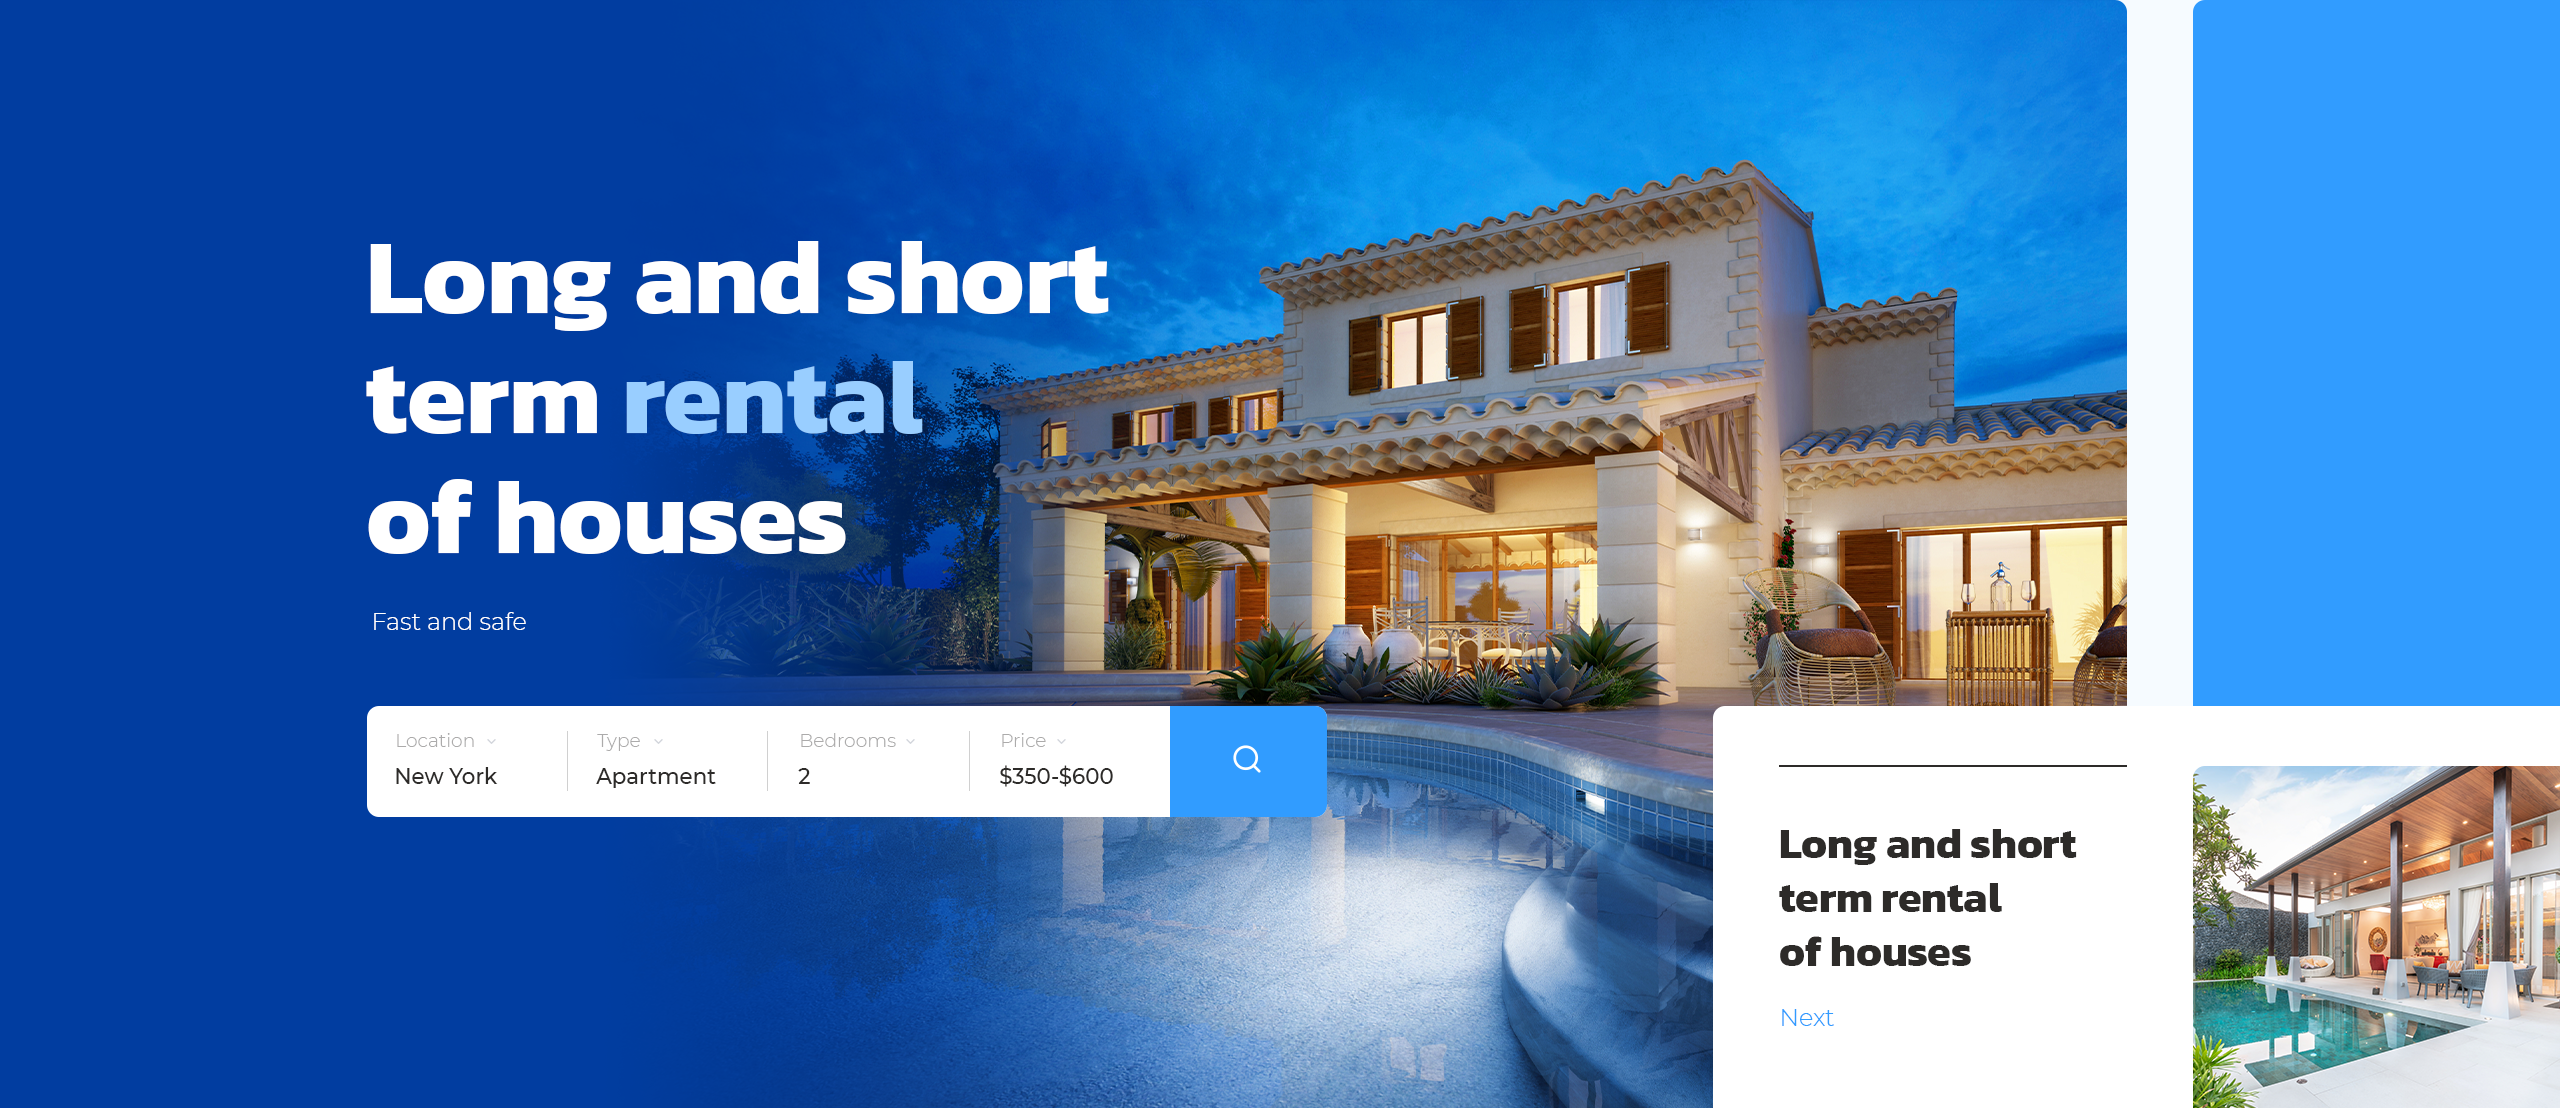 Long and short
term rental
of houses
Fast and safe
Location Type Bedrooms Price
New York Apartment 2 $350-$600
Long and short
term rental
of houses
Next